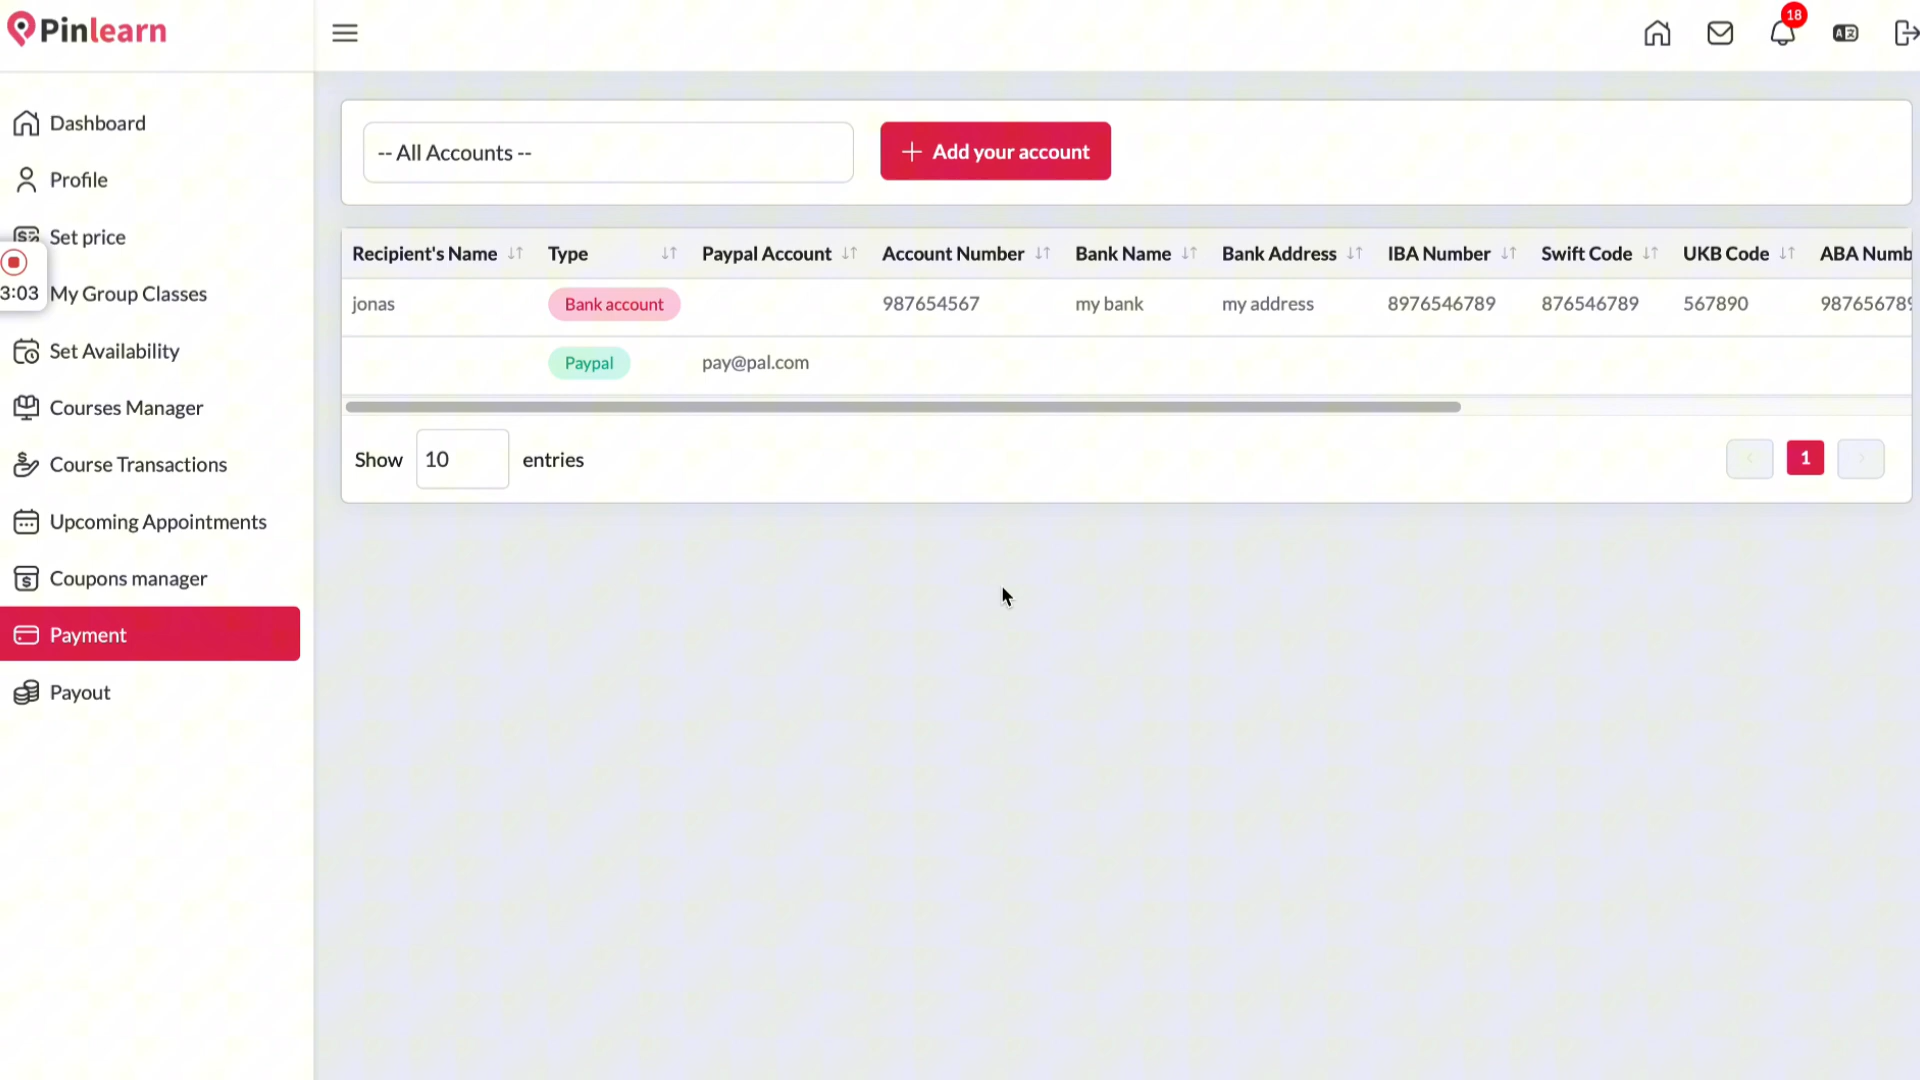 Pinlearn
18
Dashboard
Profile
Set price
3:03
My Group Classes
Set Availability
Courses Manager
Course Transactions
Upcoming Appointments
Coupons manager
Payment
Payout
-- All Accounts --
Add your account
Recipient's Name Type Paypal Account Account Number Bank Name Bank Address IBA Number Swift Code UKB Code ABA Numb
jonas Bank account 987654567 my bank my address 8976546789 876546789 567890 98765678
Paypal pay@pal.com
Show 10 entries
1